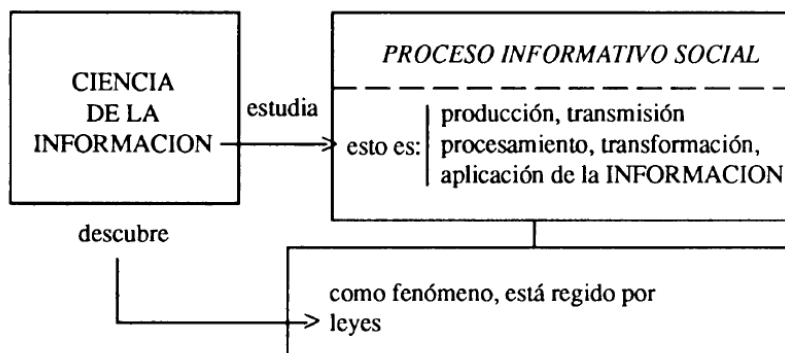 CIENCIA
DE LA
INFORMACION
estudia
PROCESO INFORMATIVO SOCIAL
esto es:
producción, transmisión
procesamiento, transformación,
aplicación de la INFORMACION
descubre
como fenómeno, está regido por
leyes